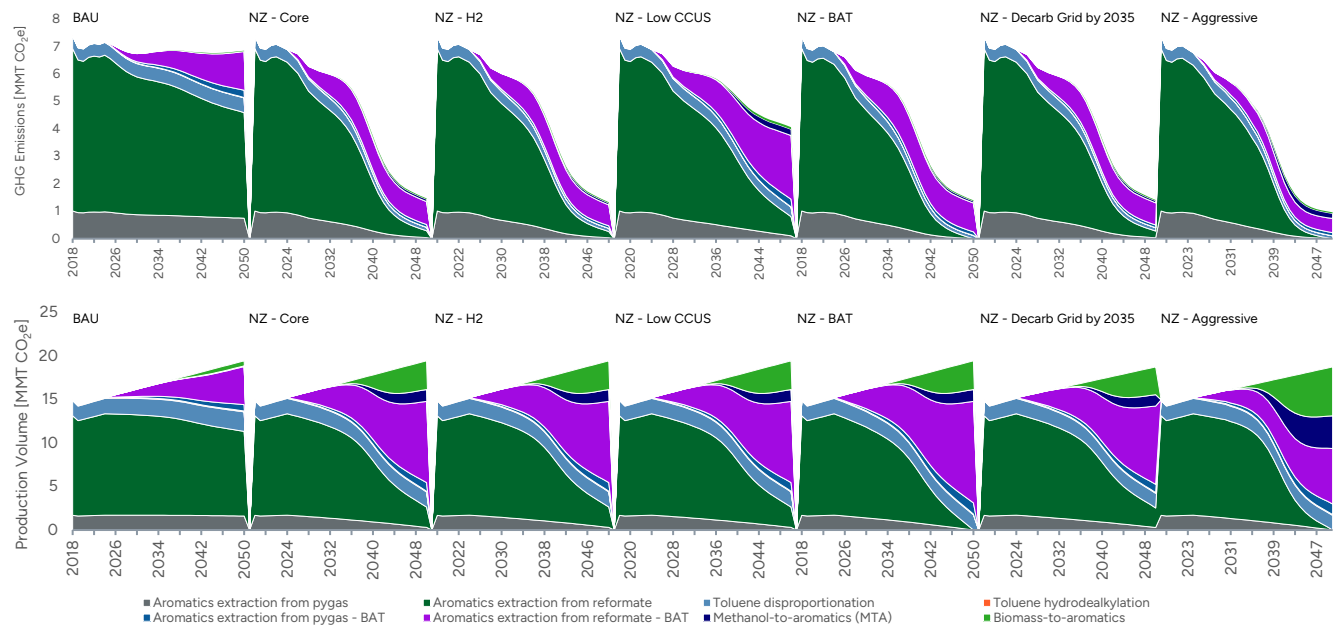 BAU NZ - Core NZ - H2 NZ - Low CCUS NZ - BAT NZ - Decarb Grid by 2035 NZ - Aggressive
GHG Emissions [MMT CO₂e]
8
7
6
5
4
3
2
1
0
2018 2026 2034 2042 2050 2024 2032 2040 2048 2022 2030 2038 2046 2020 2028 2036 2044 2018 2026 2034 2042 2050 2024 2032 2040 2048 2023 2031 2039 2047
BAU NZ - Core NZ - H2 NZ - Low CCUS NZ - BAT NZ - Decarb Grid by 2035 NZ - Aggressive
Production Volume [MMT CO₂e]
25
20
15
10
5
0
2018 2026 2034 2042 2050 2024 2032 2040 2048 2022 2030 2038 2046 2020 2028 2036 2044 2018 2026 2034 2042 2050 2024 2032 2040 2048 2023 2031 2039 2047
Aromatics extraction from pygas Aromatics extraction from reformate Toluene disproportionation Toluene hydrodealkylation
Aromatics extraction from pygas - BAT Aromatics extraction from reformate - BAT Methanol-to-aromatics (MTA) Biomass-to-aromatics